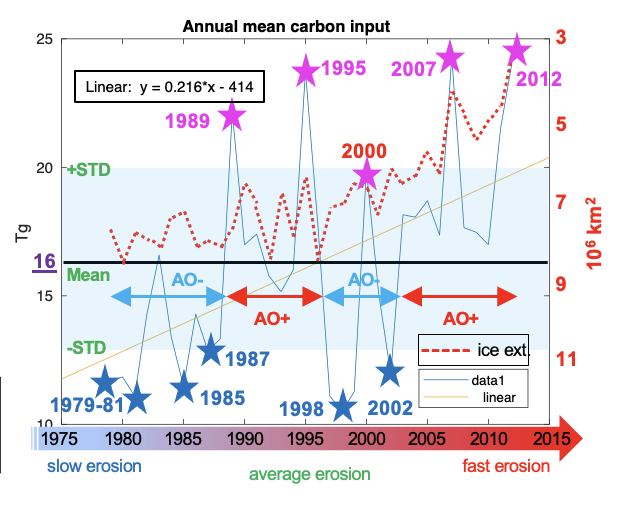 Annual mean carbon input
25
20
16
15
10
Tg
Linear: y = 0.216*x - 414
+STD
Mean
-STD
1989
1995
2000
2007
2012
AO-
AO+
AO-
AO+
1979-81
1985
1987
1998
2002
ice ext.
data1
linear
3
5
7
9
11
10⁶ km²
1975 1980 1985 1990 1995 2000 2005 2010 2015
slow erosion
average erosion
fast erosion